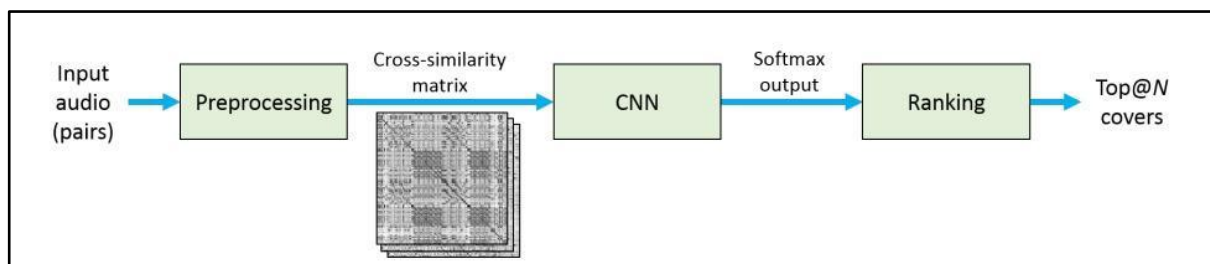 Input
audio
(pairs)
Preprocessing
Cross-similarity
matrix
CNN
Softmax
output
Ranking
Top@N
covers